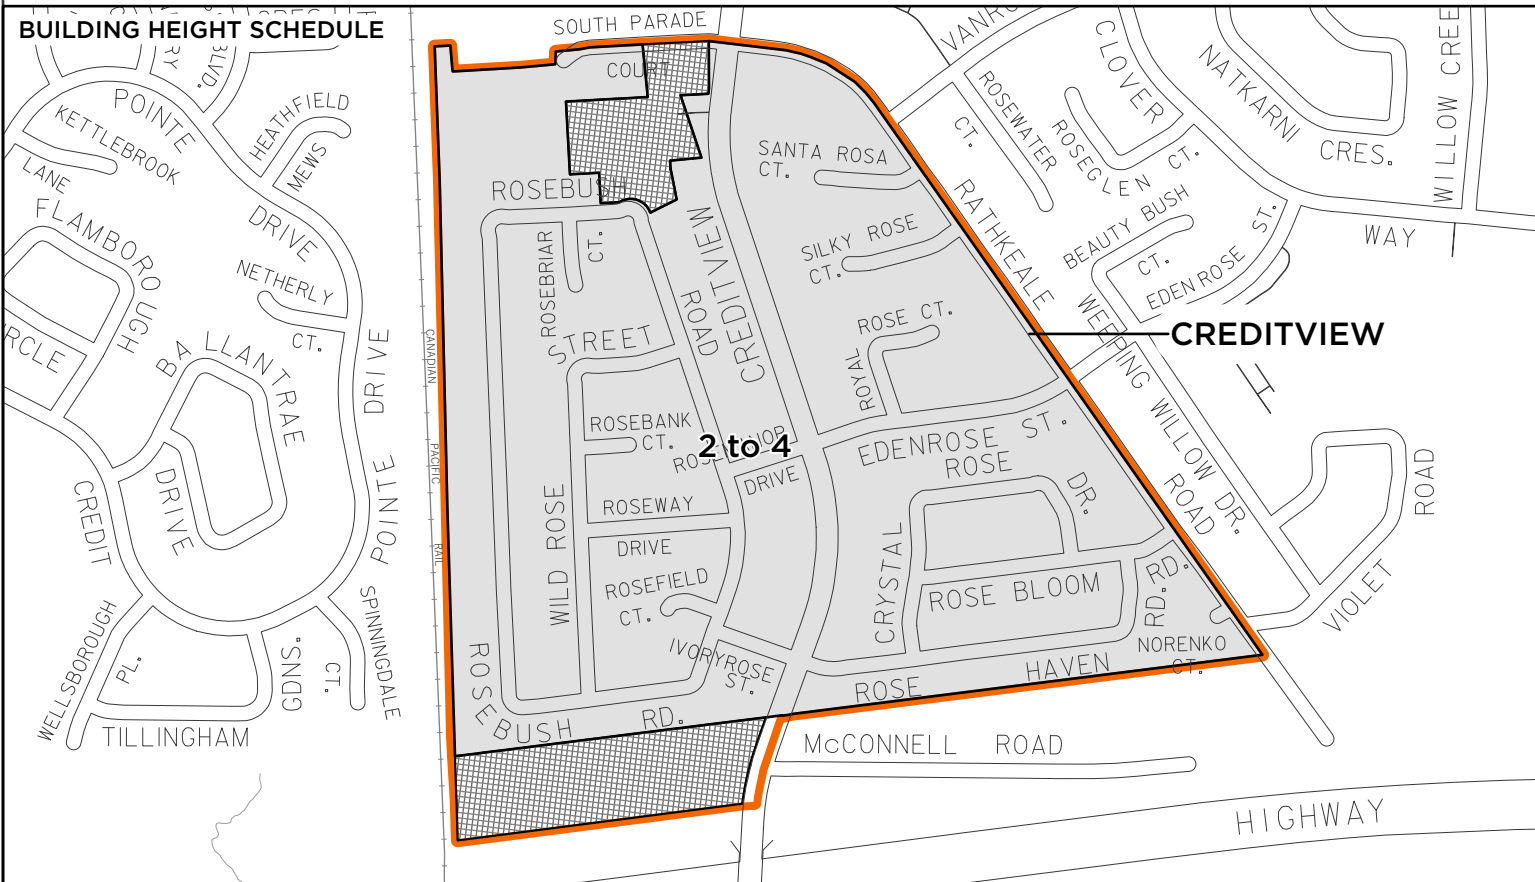 BUILDING HEIGHT SCHEDULE
SOUTH PARADE
COURT
BLVD.
POINTE
DRIVE
HEATHFIELD
MEWS
KETTLEBROOK
LANE
FLAMBOROUGH
NETHERLY
CT.
BALLANTRAE
DRIVE
CREDIT
POINTE
DRIVE
WELLSBOROUGH
PL.
TILLINGHAM
GDNS.
SPINNINGDALE
CT.
CANADIAN
PACIFIC
RAIL
ROSEBUSH
ROSEBRIAR
CT.
STREET
ROSEBANK
CT.
2 to 4
DRIVE
ROSEWAY
DRIVE
WILD ROSE
ROSEFIELD
CT.
IVORYROSE
ST.
ROSEBUSH
RD.
CREDITVIEW
ROAD
SANTA ROSA
CT.
SILKY ROSE
CT.
ROYAL
ROSE CT.
EDENROSE ST.
ROSE
DR.
CRYSTAL
ROSE BLOOM
RD.
RD.
NORENKO
CT.
ROSE HAVEN
McCONNELL ROAD
HIGHWAY
RATHKEALE
ROAD
ROSEWATER
CT.
CLOVER
ROSEGLEN
CT.
NATKARNI
CRES.
WILLOW CREE
WAY
BEAUTY BUSH
CT.
EDENROSE ST.
WEEPING WILLOW DR.
CREDITVIEW
VIOLET
ROAD